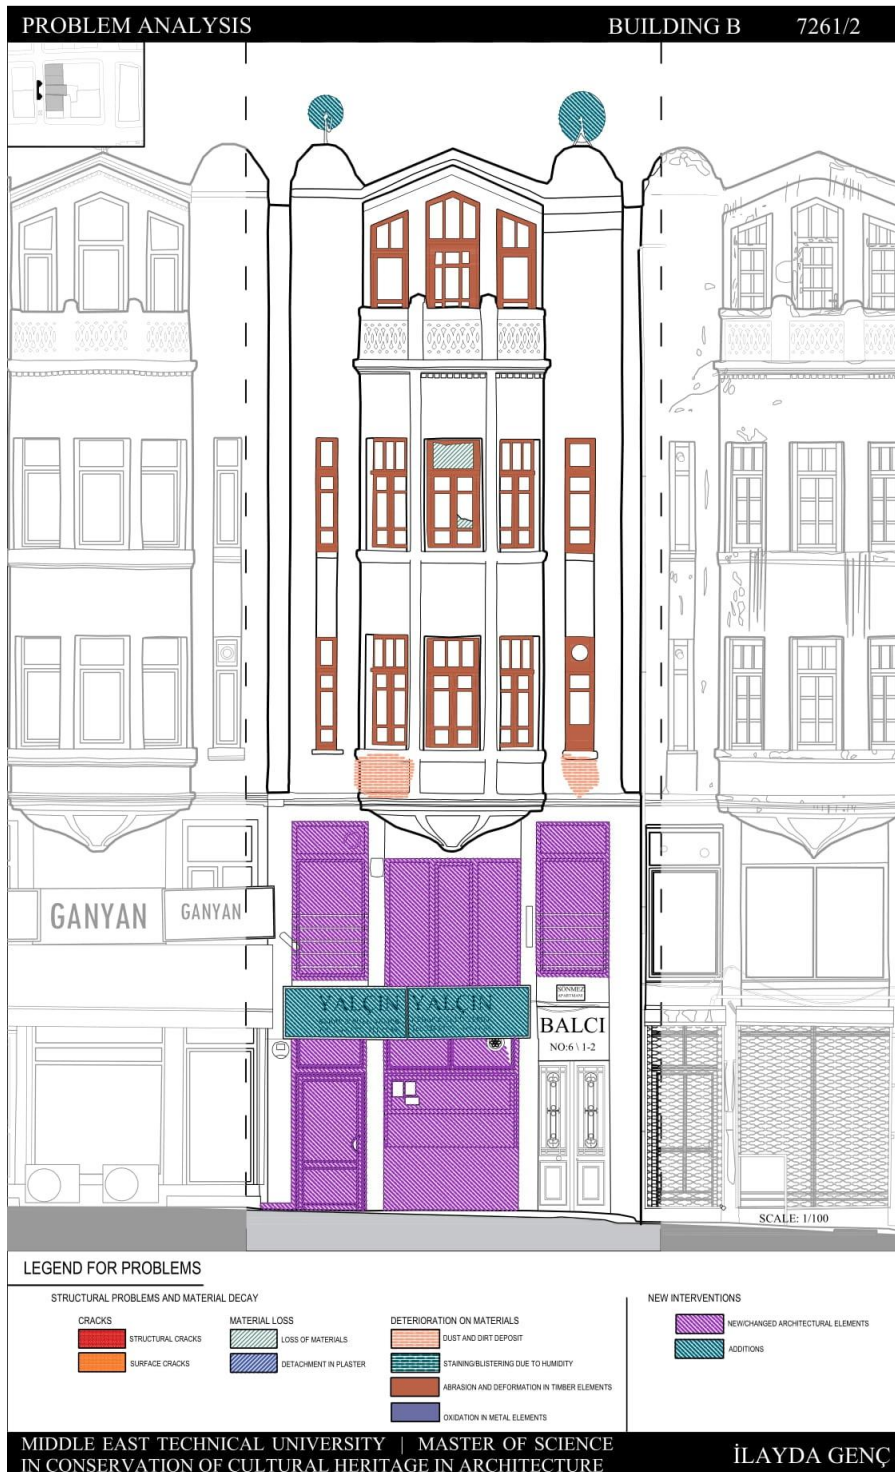 PROBLEM ANALYSIS
BUILDING B 7261/2
GANYAN
GANYAN
YALÇIN YALÇIN
SÖNMEZ
APARTMANI
BALCI
NO:6 \ 1-2
SCALE: 1/100
LEGEND FOR PROBLEMS
STRUCTURAL PROBLEMS AND MATERIAL DECAY
CRACKS
STRUCTURAL CRACKS
SURFACE CRACKS
MATERIAL LOSS
LOSS OF MATERIALS
DETACHMENT IN PLASTER
DETERIORATION ON MATERIALS
DUST AND DIRT DEPOSIT
STAINING/BLISTERING DUE TO HUMIDITY
ABRASION AND DEFORMATION IN TIMBER ELEMENTS
OXIDATION IN METAL ELEMENTS
NEW INTERVENTIONS
NEW/CHANGED ARCHITECTURAL ELEMENTS
ADDITIONS
MIDDLE EAST TECHNICAL UNIVERSITY | MASTER OF SCIENCE
IN CONSERVATION OF CULTURAL HERITAGE IN ARCHITECTURE
İLAYDA GENÇ